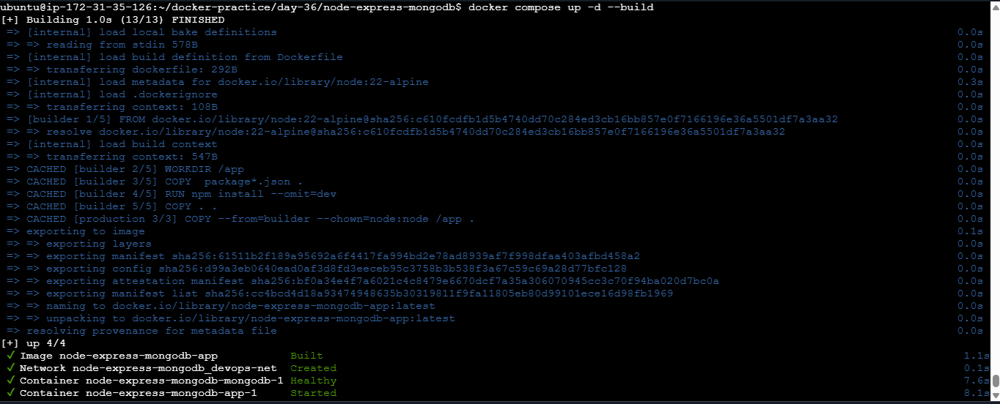 ubuntu@ip-172-31-35-126:~/docker-practice/day-36/node-express-mongodb$ docker compose up -d --build
[+] Building 1.0s (13/13) FINISHED
=> [internal] load local bake definitions 0.0s
=> => reading from stdin 578B 0.0s
=> [internal] load build definition from Dockerfile 0.0s
=> => transferring dockerfile: 292B 0.0s
=> [internal] load metadata for docker.io/library/node:22-alpine 0.3s
=> [internal] load .dockerignore 0.0s
=> => transferring context: 108B 0.0s
=> [builder 1/5] FROM docker.io/library/node:22-alpine@sha256:c610fcdfb1d5b4740dd70c284ed3cb16bb857e0f7166196e36a5501df7a3aa32 0.0s
=> => resolve docker.io/library/node:22-alpine@sha256:c610fcdfb1d5b4740dd70c284ed3cb16bb857e0f7166196e36a5501df7a3aa32 0.0s
=> [internal] load build context 0.0s
=> => transferring context: 547B 0.0s
=> CACHED [builder 2/5] WORKDIR /app 0.0s
=> CACHED [builder 3/5] COPY  package*.json . 0.0s
=> CACHED [builder 4/5] RUN npm install --omit=dev 0.0s
=> CACHED [builder 5/5] COPY . . 0.0s
=> CACHED [production 3/3] COPY --from=builder --chown=node:node /app . 0.0s
=> exporting to image 0.1s
=> => exporting layers 0.0s
=> => exporting manifest sha256:61511b2f189a95692a6f4417fa994bd2e78ad8939af7f998dfaa403afbd458a2 0.0s
=> => exporting config sha256:d99a3eb0640ead0af3d8fd3eeceb95c3758b3b538f3a67c59c69a28d77bfc128 0.0s
=> => exporting attestation manifest sha256:bf0a34e4f7a6021c4c8479e6670dcf7a35a306070945cc3c70f94ba020d7bc0a 0.0s
=> => exporting manifest list sha256:cc4bcd4d18a93474948635b30319811f9fa11805eb80d99101ece16d98fb1969 0.0s
=> => naming to docker.io/library/node-express-mongodb-app:latest 0.0s
=> => unpacking to docker.io/library/node-express-mongodb-app:latest 0.0s
=> resolving provenance for metadata file 0.0s
[+] up 4/4
✓ Image node-express-mongodb-app Built 1.1s
✓ Network node-express-mongodb_devops-net Created 0.1s
✓ Container node-express-mongodb-mongodb-1 Healthy 7.6s
✓ Container node-express-mongodb-app-1 Started 8.1s